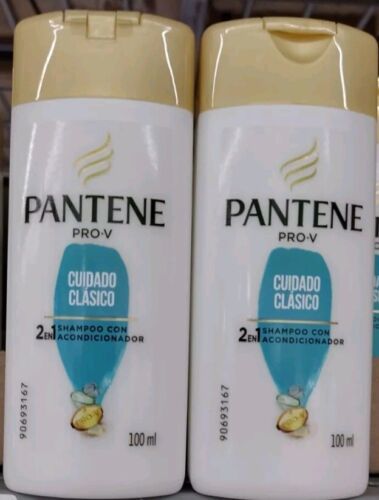 PANTENE
PRO-V
CUIDADO
CLÁSICO
2EN1 SHAMPOO CON
ACONDICIONADOR
90693167
100 ml
PANTENE
PRO-V
CUIDADO
CLÁSICO
2EN1 SHAMPOO CON
ACONDICIONADOR
90693167
100 ml